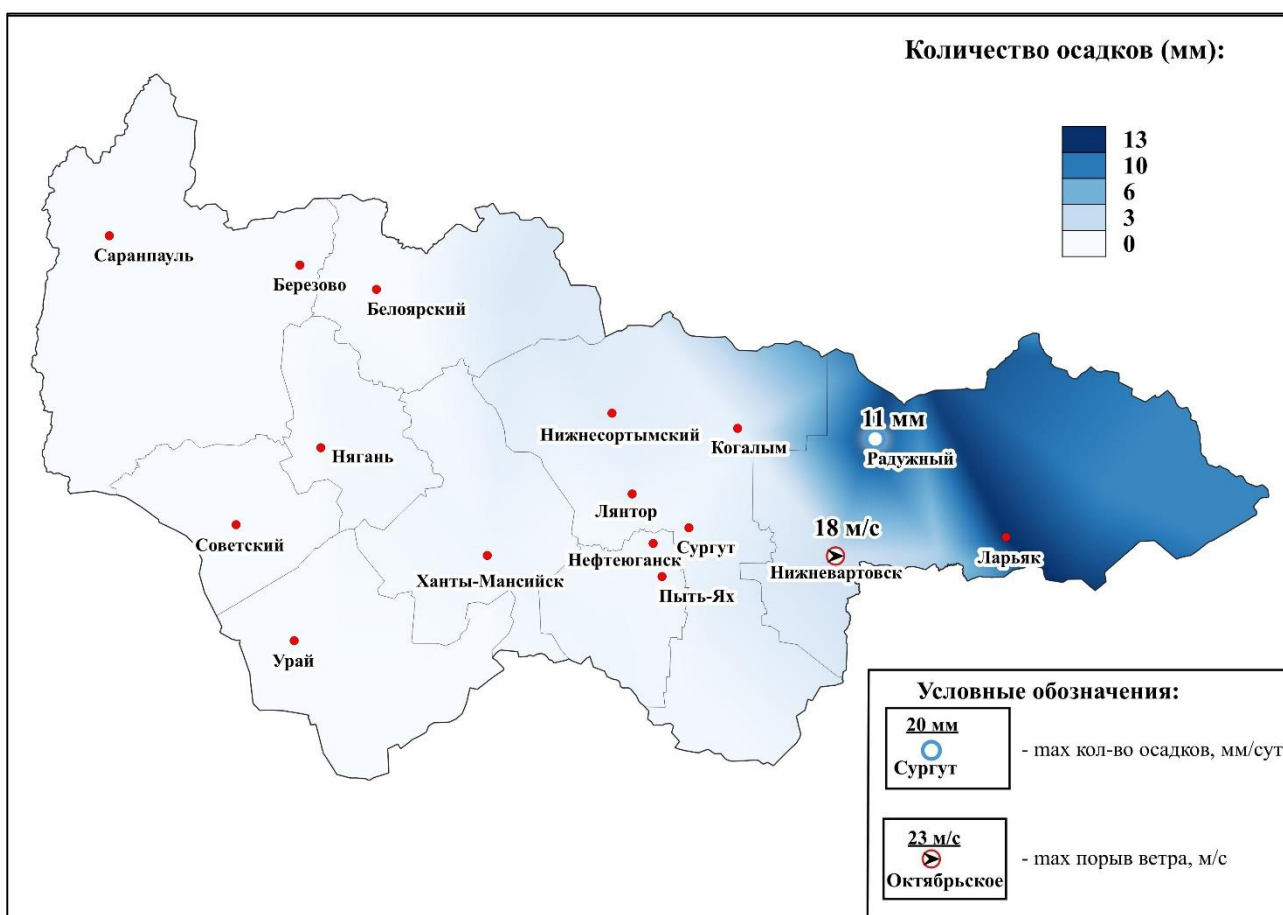 Количество осадков (мм):
13
10
6
3
0
Саранпауль
Березово
Белоярский
Нижнесортымский
Когалым
11 мм
Радужный
Нягань
Лянтор
Сургут
18 м/с
Советский
Нефтеюганск
Нижневартовск
Ларьяк
Ханты-Мансийск
Пыть-Ях
Урай
Условные обозначения:
20 мм
Сургут
- max кол-во осадков, мм/сут
23 м/с
Октябрьское
- max порыв ветра, м/с